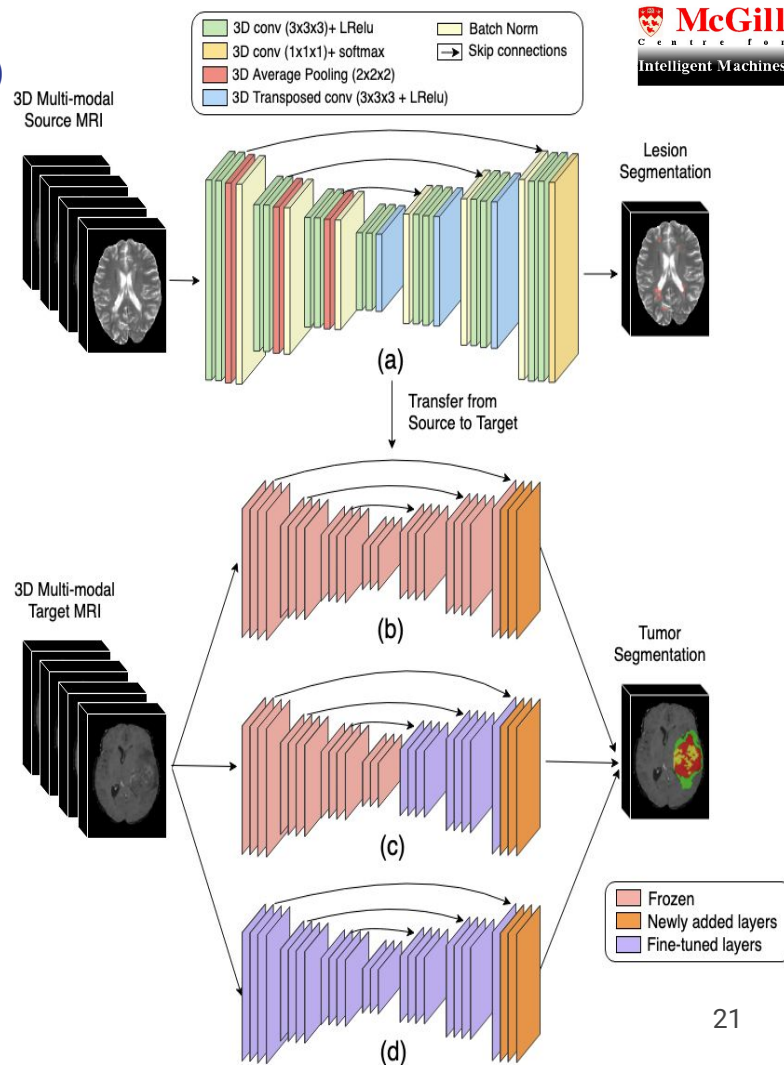 3D conv (3x3x3)+ LRelu
3D conv (1x1x1)+ softmax
3D Average Pooling (2x2x2)
3D Transposed conv (3x3x3 + LRelu)
Batch Norm
Skip connections
McGill
Centre for
Intelligent Machines
3D Multi-modal
Source MRI
Lesion
Segmentation
(a)
Transfer from
Source to Target
3D Multi-modal
Target MRI
(b)
Tumor
Segmentation
(c)
Frozen
Newly added layers
Fine-tuned layers
21
(d)